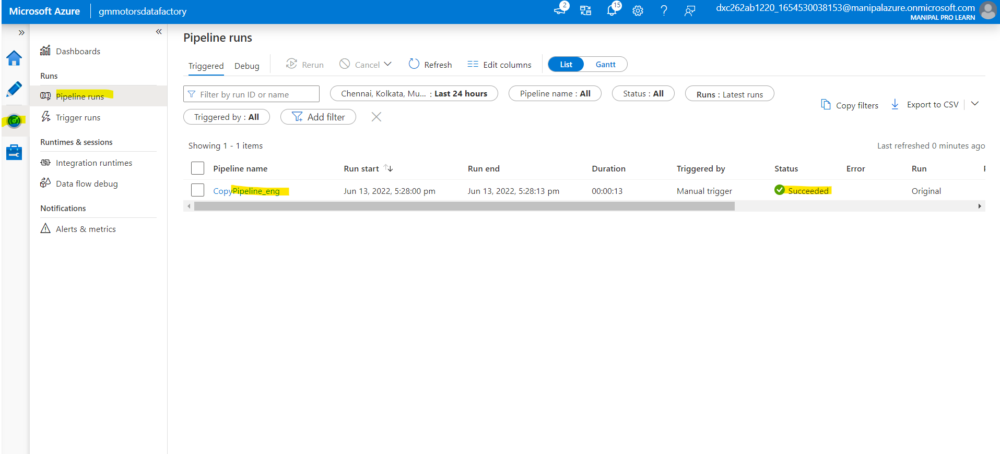 Microsoft Azure
gmmotorsdatafactory
2
15
dxc262ab1220_1654530038153@manipalazure.onmicrosoft.com
MANIPAL PRO LEARN
Dashboards
Runs
Pipeline runs
Trigger runs
Runtimes & sessions
Integration runtimes
Data flow debug
Notifications
Alerts & metrics
Pipeline runs
Triggered Debug Rerun Cancel Refresh Edit columns List Gantt
Filter by run ID or name Chennai, Kolkata, Mu... : Last 24 hours Pipeline name : All Status : All Runs : Latest runs
Triggered by : All Add filter
Copy filters Export to CSV
Showing 1 - 1 items
Last refreshed 0 minutes ago
Pipeline name Run start Run end Duration Triggered by Status Error Run
CopyPipeline_eng Jun 13, 2022, 5:28:00 pm Jun 13, 2022, 5:28:13 pm 00:00:13 Manual trigger Succeeded Original